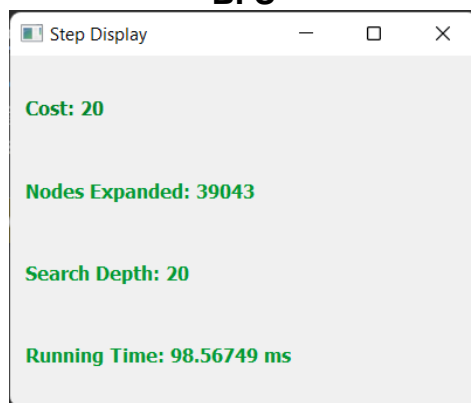 Step Display
Cost: 20
Nodes Expanded: 39043
Search Depth: 20
Running Time: 98.56749 ms